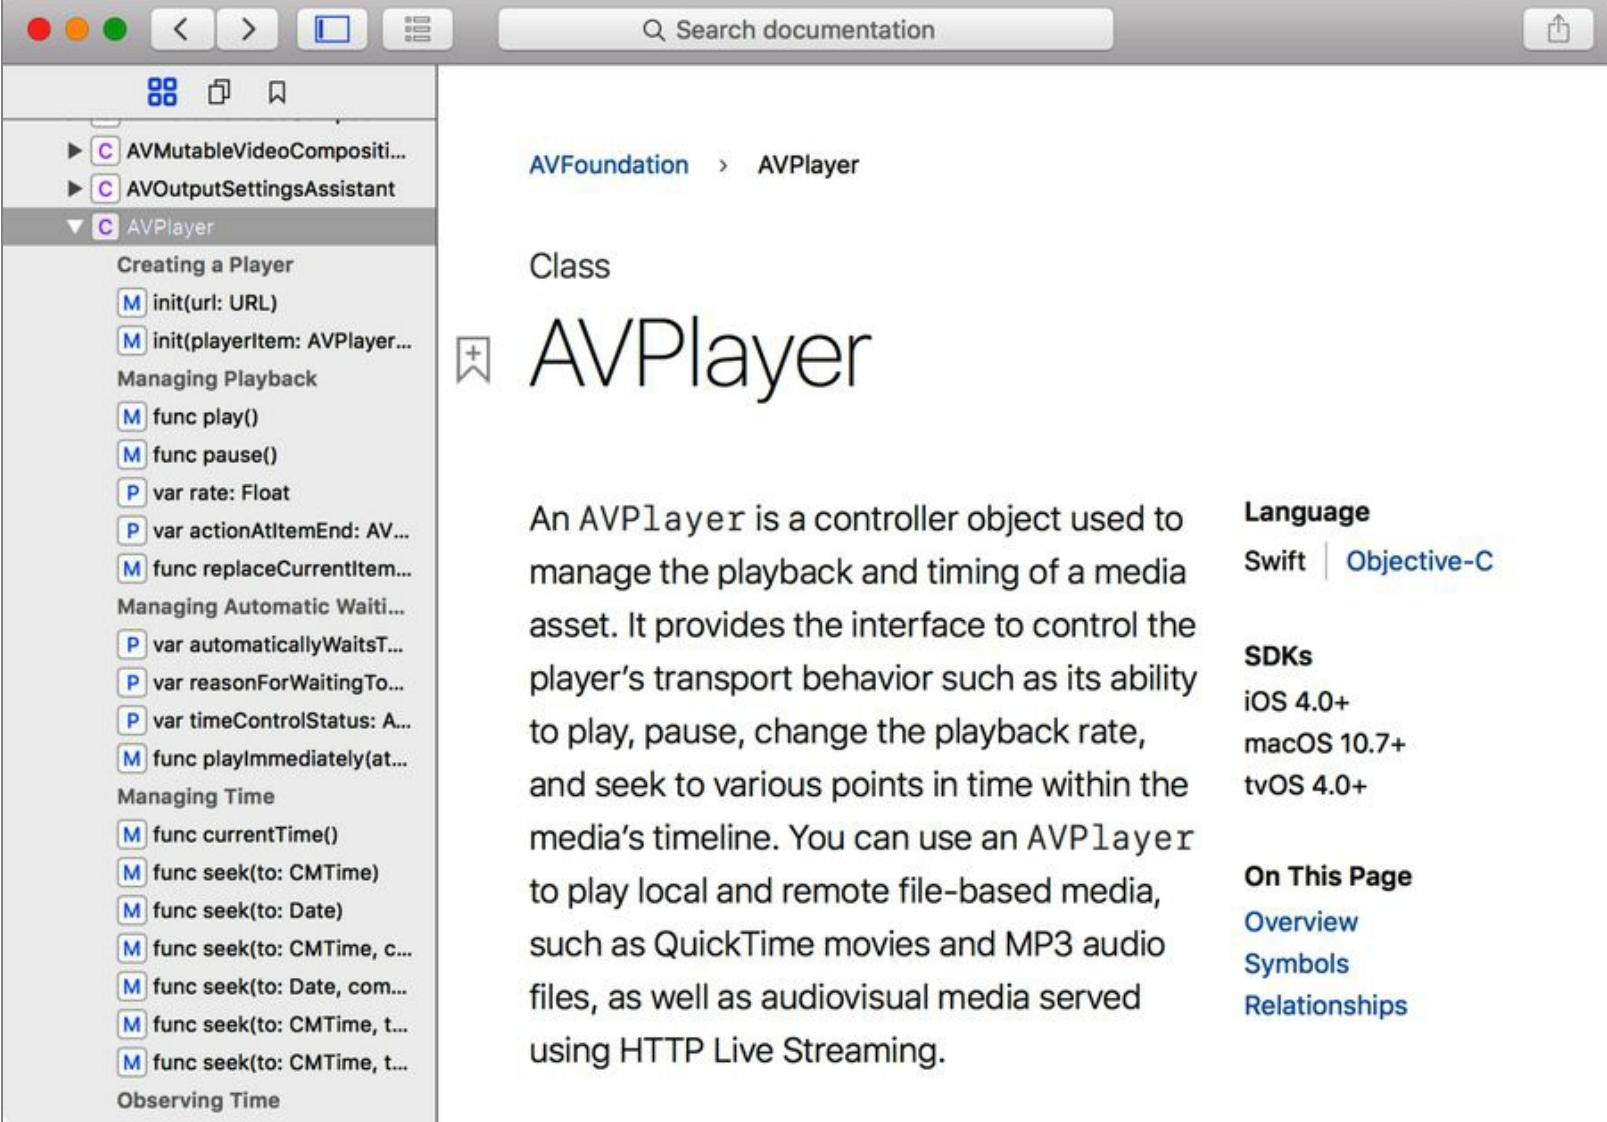 Search documentation
C AVMutableVideoCompositi...
C AVOutputSettingsAssistant
C AVPlayer
Creating a Player
M init(url: URL)
M init(playerItem: AVPlayer...
Managing Playback
M func play()
M func pause()
P var rate: Float
P var actionAtItemEnd: AV...
M func replaceCurrentItem...
Managing Automatic Waiti...
P var automaticallyWaitsT...
P var reasonForWaitingTo...
P var timeControlStatus: A...
M func playImmediately(at...
Managing Time
M func currentTime()
M func seek(to: CMTime)
M func seek(to: Date)
M func seek(to: CMTime, c...
M func seek(to: Date, com...
M func seek(to: CMTime, t...
M func seek(to: CMTime, t...
Observing Time
AVFoundation > AVPlayer
Class
AVPlayer
An AVPlayer is a controller object used to
manage the playback and timing of a media
asset. It provides the interface to control the
player’s transport behavior such as its ability
to play, pause, change the playback rate,
and seek to various points in time within the
media’s timeline. You can use an AVPlayer
to play local and remote file-based media,
such as QuickTime movies and MP3 audio
files, as well as audiovisual media served
using HTTP Live Streaming.
Language
Swift | Objective-C
SDKs
iOS 4.0+
macOS 10.7+
tvOS 4.0+
On This Page
Overview
Symbols
Relationships